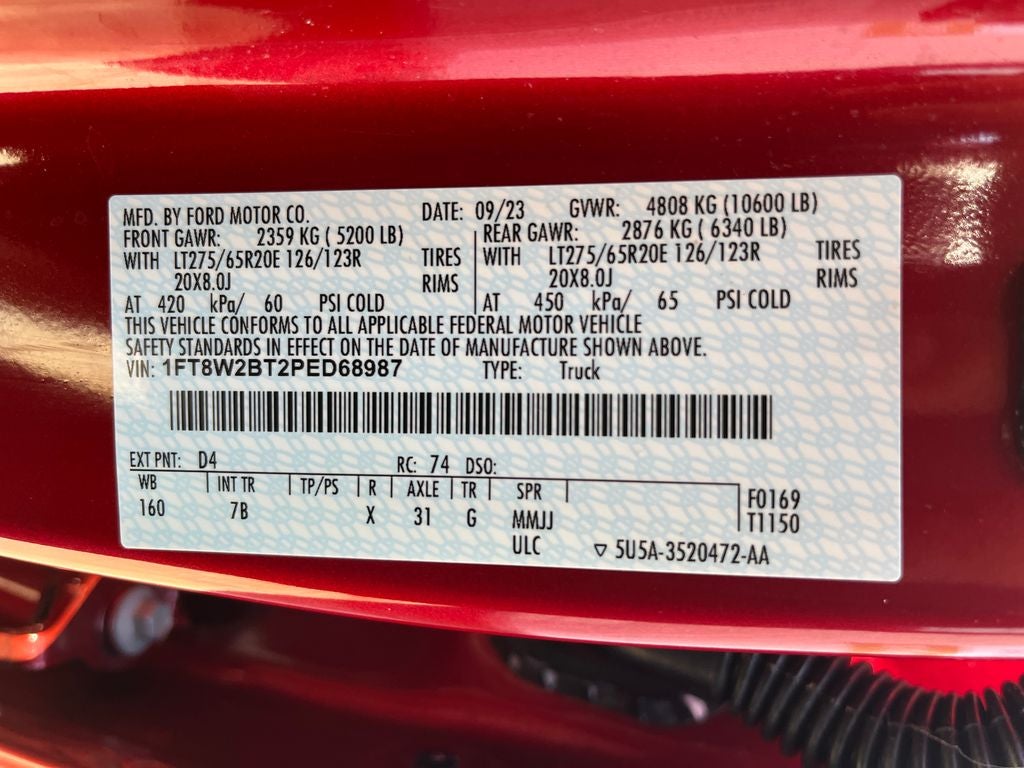 MFD. BY FORD MOTOR CO. DATE: 09/23 GVWR: 4808 KG (10600 LB)
FRONT GAWR: 2359 KG ( 5200 LB) REAR GAWR: 2876 KG ( 6340 LB)
WITH LT275/65R20E 126/123R TIRES WITH LT275/65R20E 126/123R TIRES
20X8.0J RIMS 20X8.0J RIMS
AT 420 kPa/ 60 PSI COLD AT 450 kPa/ 65 PSI COLD
THIS VEHICLE CONFORMS TO ALL APPLICABLE FEDERAL MOTOR VEHICLE
SAFETY STANDARDS IN EFFECT ON THE DATE OF MANUFACTURE SHOWN ABOVE.
VIN: 1FT8W2BT2PED68987 TYPE: Truck
EXT PNT: D4 RC: 74 DSO:
WB INT TR TP/PS R AXLE TR SPR F0169
160 7B X 31 G MMJJ T1150
ULC ▽ 5U5A-3520472-AA